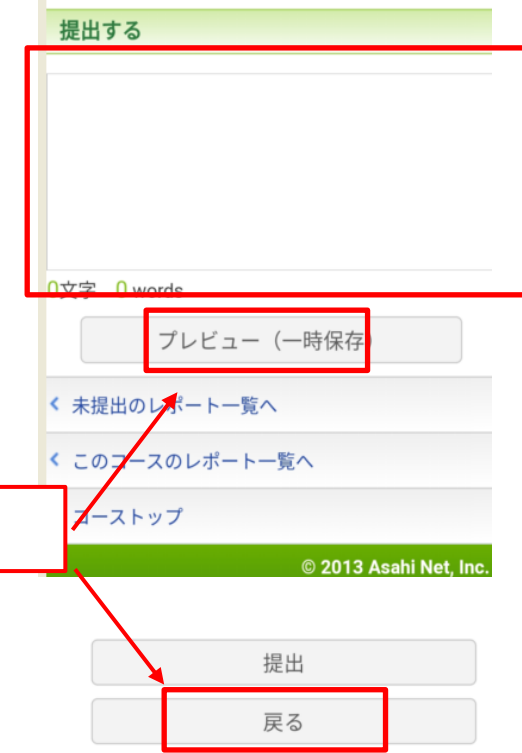 提出する
0文字 0 words
プレビュー（一時保存）
未提出のレポート一覧へ
このコースのレポート一覧へ
コーストップ
© 2013 Asahi Net, Inc.
提出
戻る